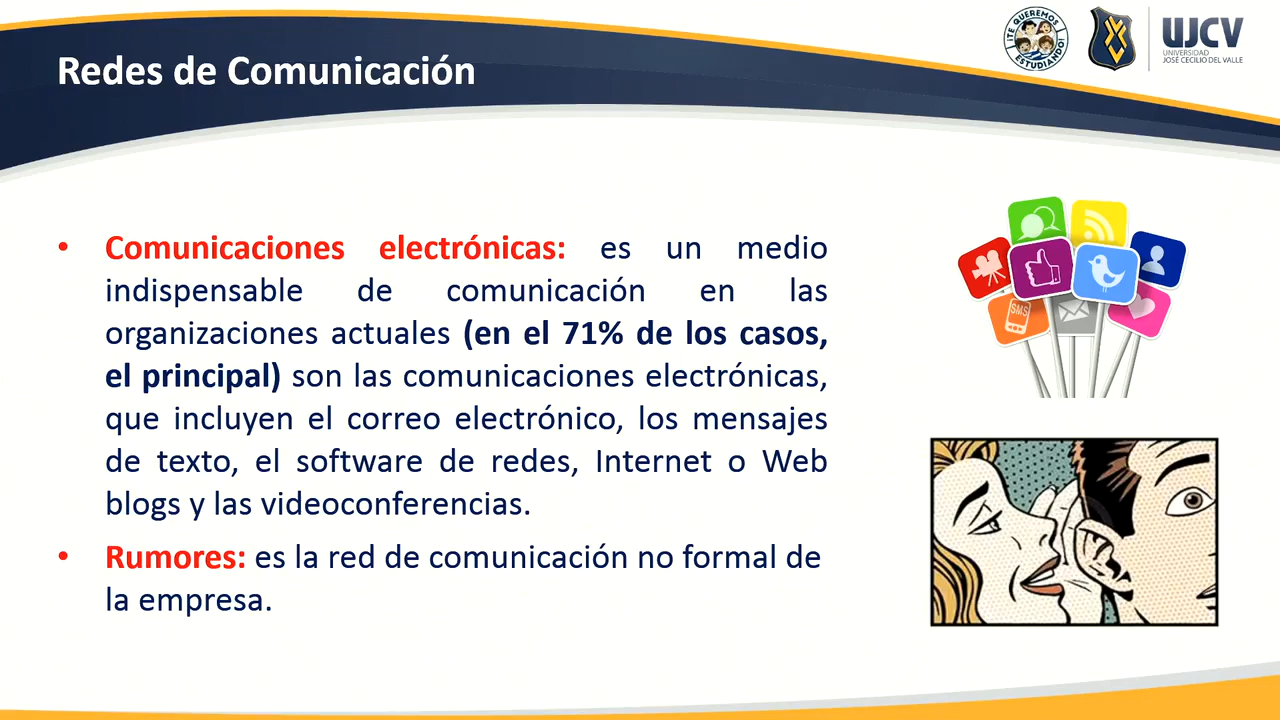 Redes de Comunicación
¡TE QUEREMOS
ESTUDIANDO!
UJCV
UNIVERSIDAD
JOSÉ CECILIO DEL VALLE
• Comunicaciones electrónicas: es un medio
indispensable de comunicación en las
organizaciones actuales (en el 71% de los casos,
el principal) son las comunicaciones electrónicas,
que incluyen el correo electrónico, los mensajes
de texto, el software de redes, Internet o Web
blogs y las videoconferencias.
• Rumores: es la red de comunicación no formal de
la empresa.
SMS